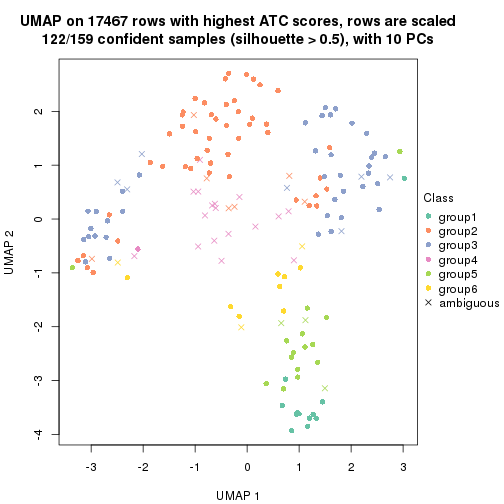 UMAP on 17467 rows with highest ATC scores, rows are scaled
122/159 confident samples (silhouette > 0.5), with 10 PCs
UMAP 2
2
1
0
-1
-2
-3
-4
-3
-2
-1
0
1
2
3
UMAP 1
Class
group1
group2
group3
group4
group5
group6
ambiguous